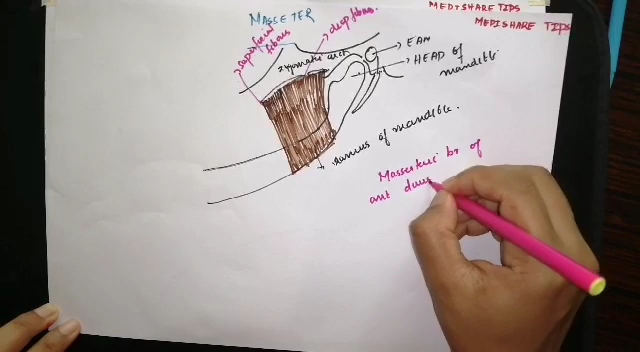 MEDISHARE TIPS
MEDISHARE TIPS
MASSETER
superficial fibres
deep fibres.
zygomatic arch
EAM
HEAD of
mandible.
ramus of mandible.
Masseteric br of
ant